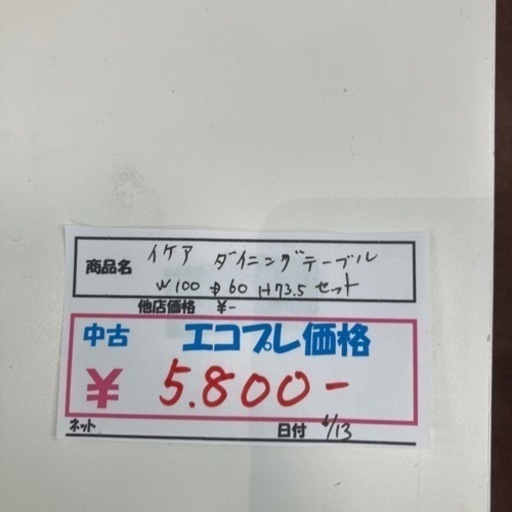 商品名 イケア ダイニングテーブル
W100 φ60 H73.5 セット
他店価格 ¥-
中古 エコプレ価格
¥ 5.800-
ネット 日付 6/13